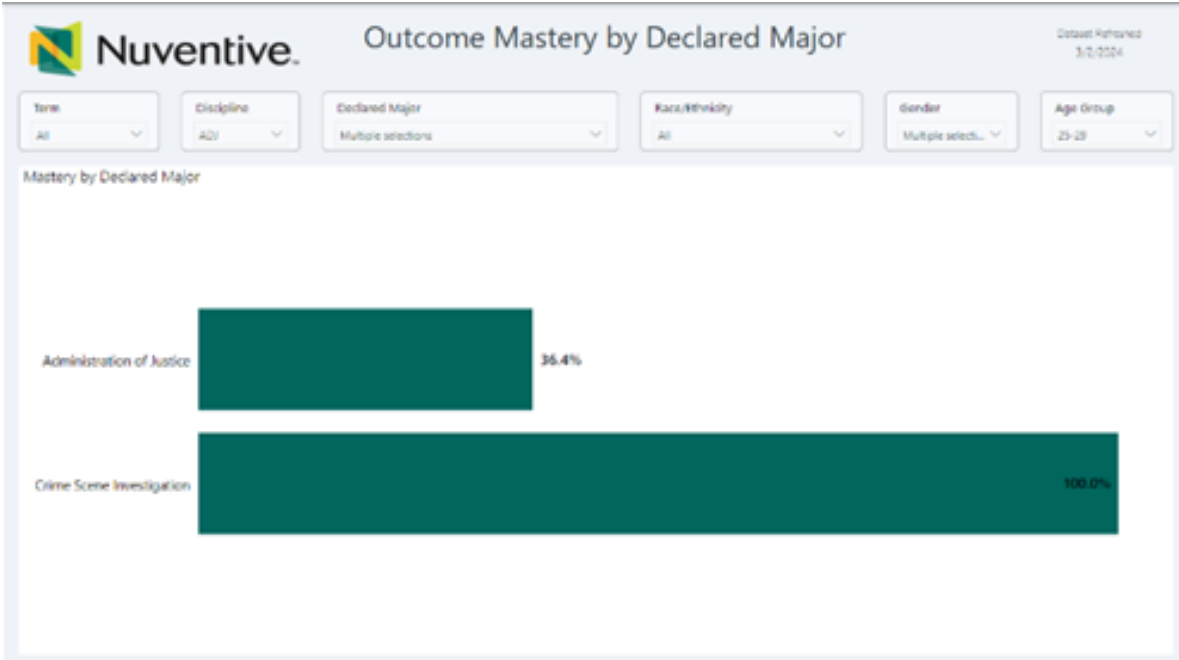 Nuventive.
Outcome Mastery by Declared Major
Dataset Refreshed
3/2/2024
Term
All
Discipline
ADJ
Declared Major
Multiple selections
Race/Ethnicity
All
Gender
Multiple selecti...
Age Group
25-29
Mastery by Declared Major
Administration of Justice
36.4%
Crime Scene Investigation
100.0%